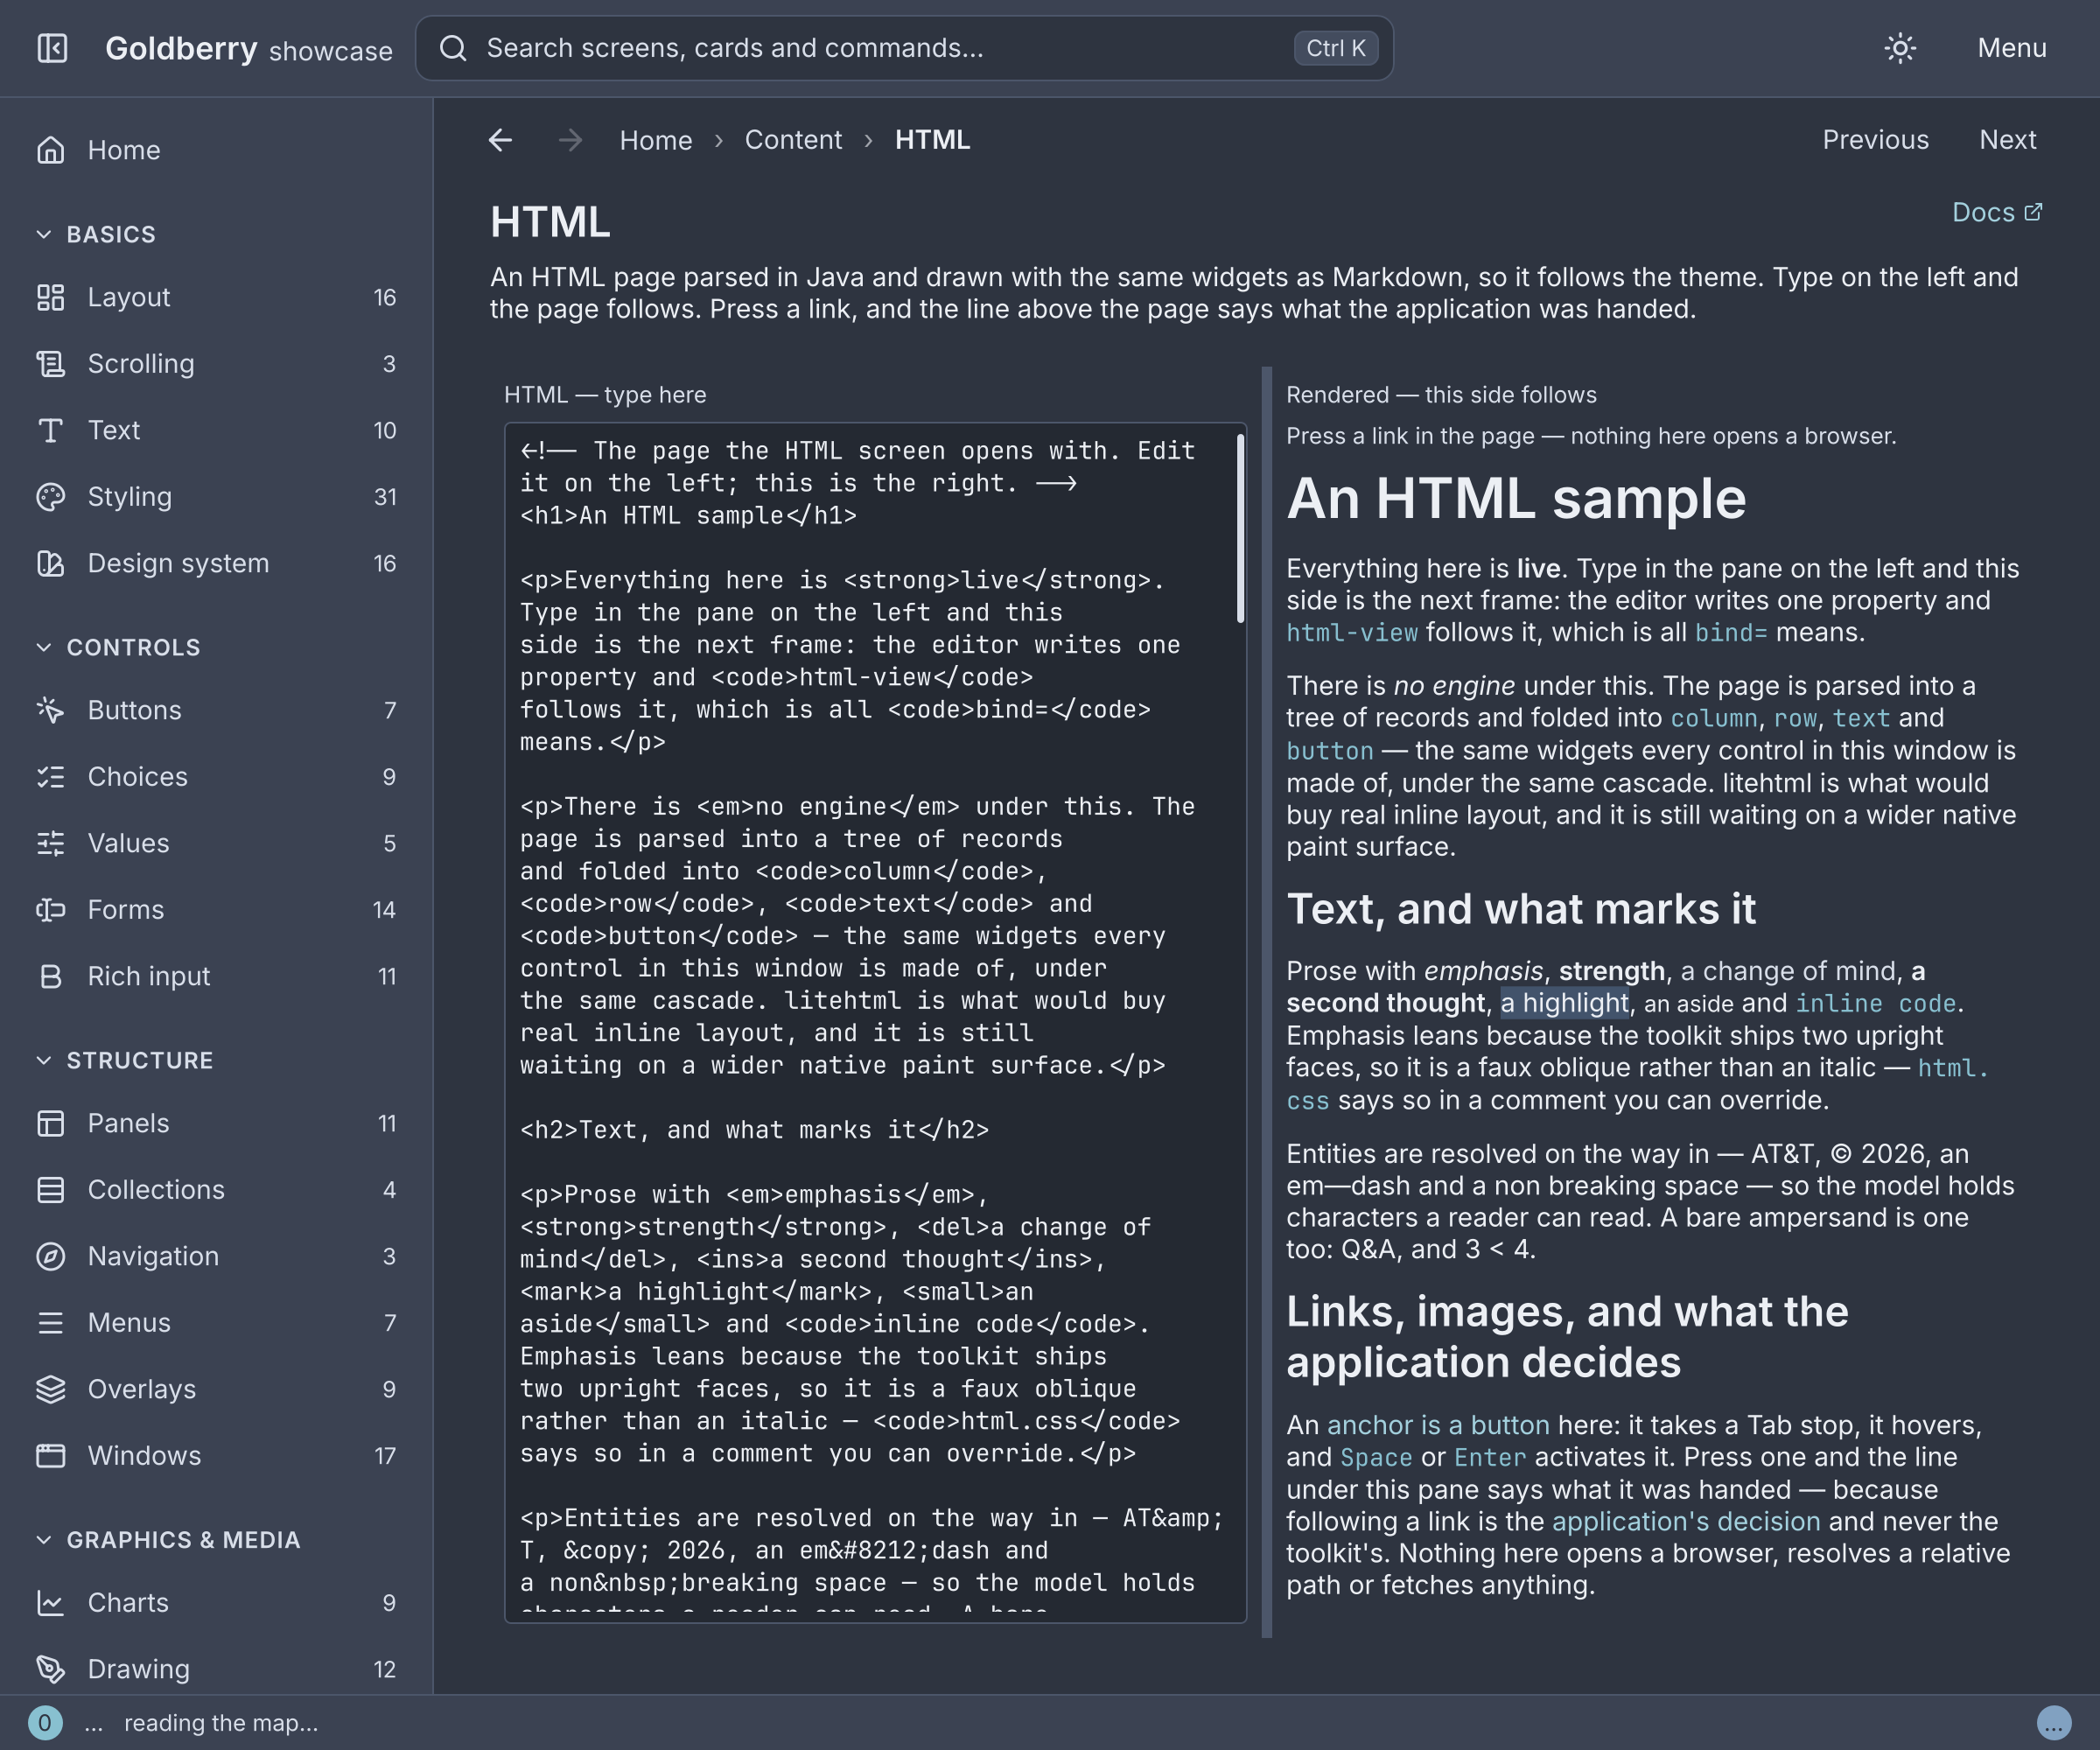 Goldberry showcase
Search screens, cards and commands...
Ctrl K
Menu
Home
BASICS
Layout 16
Scrolling 3
Text 10
Styling 31
Design system 16
CONTROLS
Buttons 7
Choices 9
Values 5
Forms 14
Rich input 11
STRUCTURE
Panels 11
Collections 4
Navigation 3
Menus 7
Overlays 9
Windows 17
GRAPHICS & MEDIA
Charts 9
Drawing 12
Home › Content › HTML
Previous Next
HTML
Docs
An HTML page parsed in Java and drawn with the same widgets as Markdown, so it follows the theme. Type on the left and
the page follows. Press a link, and the line above the page says what the application was handed.
HTML — type here
<!-- The page the HTML screen opens with. Edit
it on the left; this is the right. -->
<h1>An HTML sample</h1>
<p>Everything here is <strong>live</strong>.
Type in the pane on the left and this
side is the next frame: the editor writes one
property and <code>html-view</code>
follows it, which is all <code>bind=</code>
means.</p>
<p>There is <em>no engine</em> under this. The
page is parsed into a tree of records
and folded into <code>column</code>,
<code>row</code>, <code>text</code> and
<code>button</code> — the same widgets every
control in this window is made of, under
the same cascade. litehtml is what would buy
real inline layout, and it is still
waiting on a wider native paint surface.</p>
<h2>Text, and what marks it</h2>
<p>Prose with <em>emphasis</em>,
<strong>strength</strong>, <del>a change of
mind</del>, <ins>a second thought</ins>,
<mark>a highlight</mark>, <small>an
aside</small> and <code>inline code</code>.
Emphasis leans because the toolkit ships
two upright faces, so it is a faux oblique
rather than an italic — <code>html.css</code>
says so in a comment you can override.</p>
<p>Entities are resolved on the way in — AT&amp;
T, &copy; 2026, an em&#8212;dash and
a non&nbsp;breaking space — so the model holds
characters a reader can read. A bare
Rendered — this side follows
Press a link in the page — nothing here opens a browser.
An HTML sample
Everything here is live. Type in the pane on the left and this
side is the next frame: the editor writes one property and
html-view follows it, which is all bind= means.
There is no engine under this. The page is parsed into a
tree of records and folded into column, row, text and
button — the same widgets every control in this window is
made of, under the same cascade. litehtml is what would
buy real inline layout, and it is still waiting on a wider native
paint surface.
Text, and what marks it
Prose with emphasis, strength, a change of mind, a
second thought, a highlight, an aside and inline code.
Emphasis leans because the toolkit ships two upright
faces, so it is a faux oblique rather than an italic — html.
css says so in a comment you can override.
Entities are resolved on the way in — AT&T, © 2026, an
em—dash and a non breaking space — so the model holds
characters a reader can read. A bare ampersand is one
too: Q&A, and 3 < 4.
Links, images, and what the
application decides
An anchor is a button here: it takes a Tab stop, it hovers,
and Space or Enter activates it. Press one and the line
under this pane says what it was handed — because
following a link is the application's decision and never the
toolkit's. Nothing here opens a browser, resolves a relative
path or fetches anything.
0 ... reading the map...
...